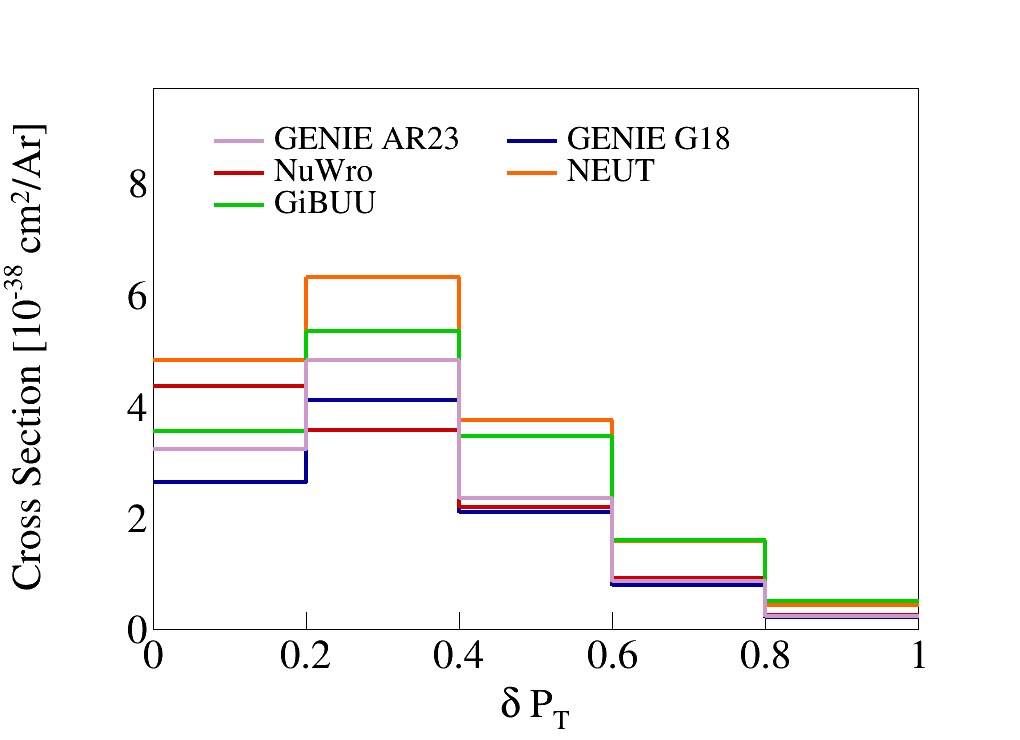 Cross Section [10⁻³⁸ cm²/Ar]
GENIE AR23 GENIE G18
NuWro NEUT
GiBUU
8
6
4
2
0
0 0.2 0.4 0.6 0.8 1
δ P_T